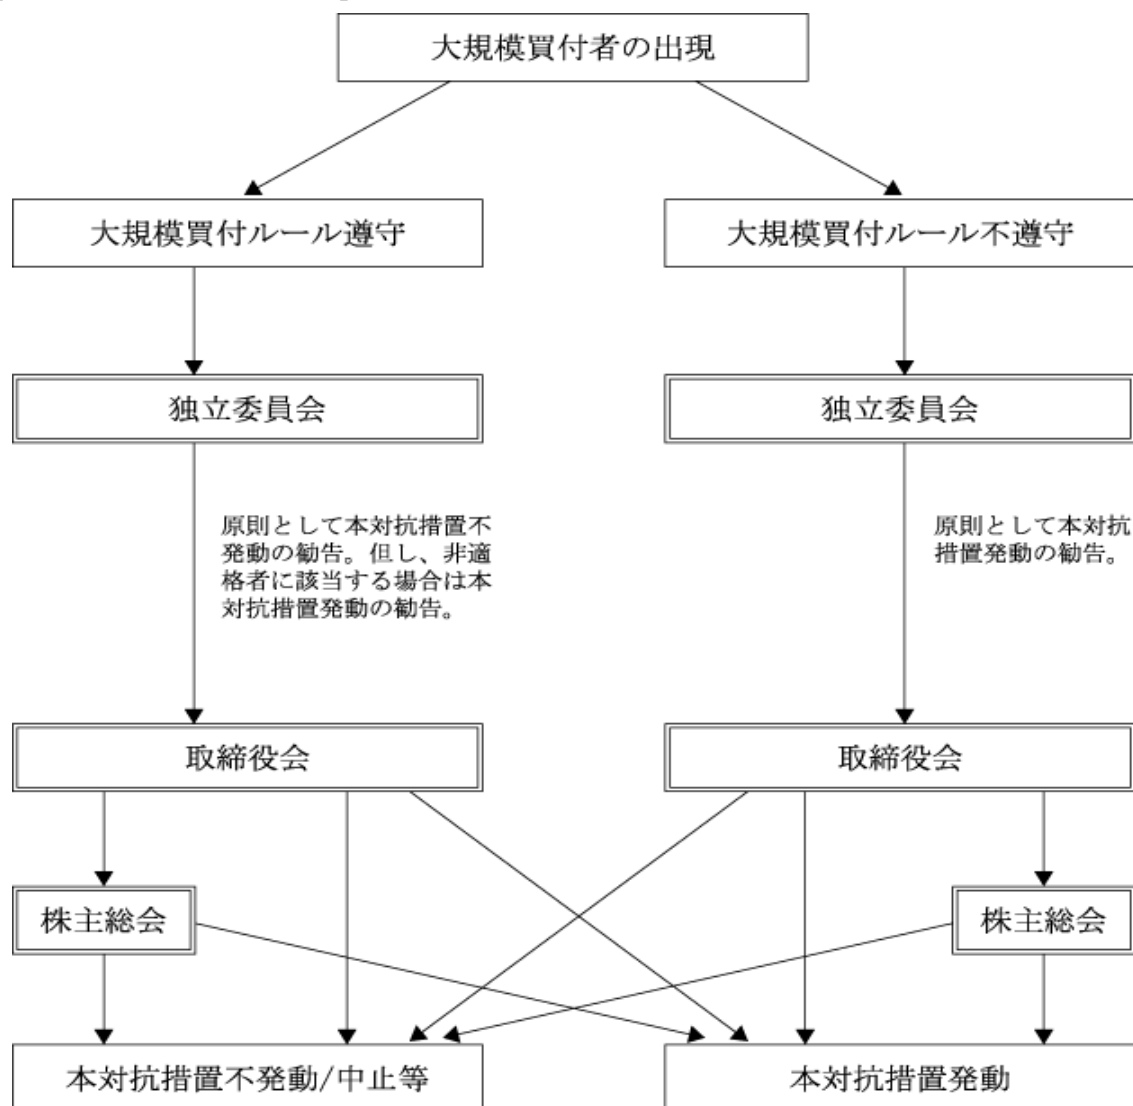 大規模買付者の出現
大規模買付ルール遵守
大規模買付ルール不遵守
独立委員会
独立委員会
原則として本対抗措置不
発動の勧告。但し、非適
格者に該当する場合は本
対抗措置発動の勧告。
原則として本対抗
措置発動の勧告。
取締役会
取締役会
株主総会
株主総会
本対抗措置不発動/中止等
本対抗措置発動